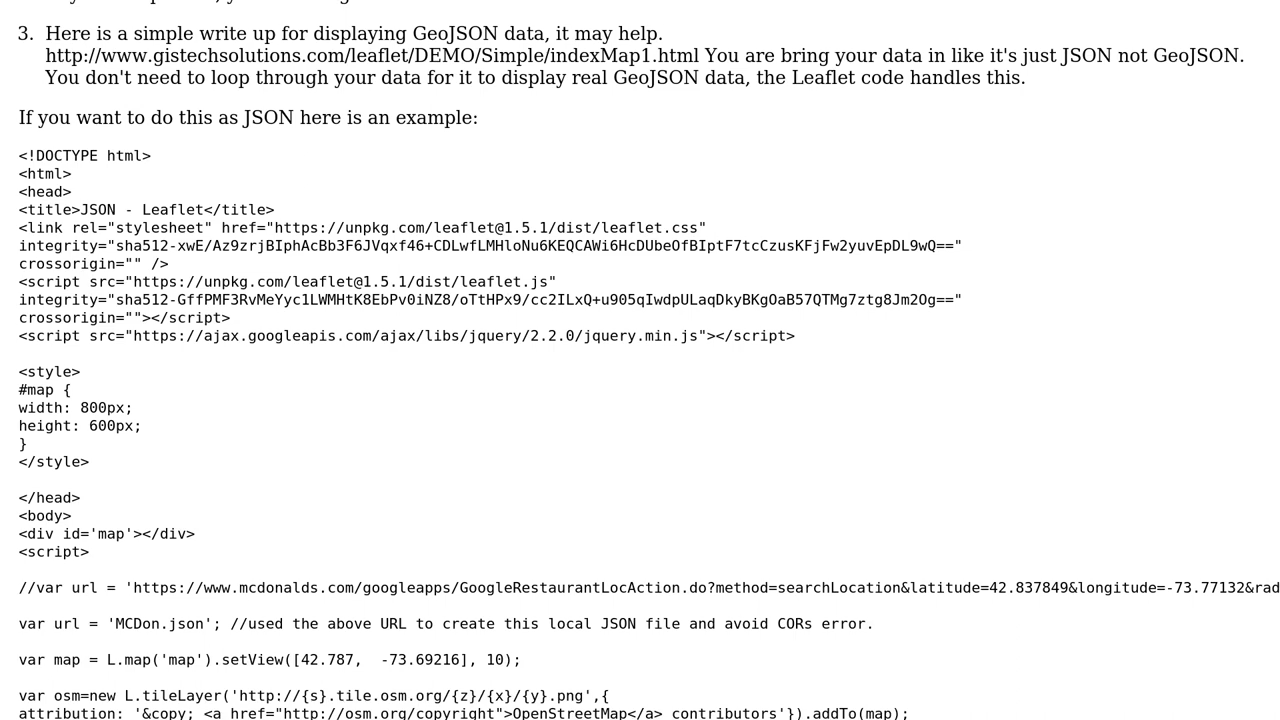 3. Here is a simple write up for displaying GeoJSON data, it may help.
http://www.gistechsolutions.com/leaflet/DEMO/Simple/indexMap1.html You are bring your data in like it's just JSON not GeoJSON.
You don't need to loop through your data for it to display real GeoJSON data, the Leaflet code handles this.
If you want to do this as JSON here is an example:
<!DOCTYPE html>
<html>
<head>
<title>JSON - Leaflet</title>
<link rel="stylesheet" href="https://unpkg.com/leaflet@1.5.1/dist/leaflet.css"
integrity="sha512-xwE/Az9zrjBIphAcBb3F6JVqxf46+CDLwfLMHloNu6KEQCAWi6HcDUbeOfBIptF7tcCzusKFjFw2yuvEpDL9wQ=="
crossorigin="" />
<script src="https://unpkg.com/leaflet@1.5.1/dist/leaflet.js"
integrity="sha512-GffPMF3RvMeYyc1LWMHtK8EbPv0iNZ8/oTtHPx9/cc2ILxQ+u905qIwdpULaqDkyBKgOaB57QTMg7ztg8Jm2Og=="
crossorigin=""></script>
<script src="https://ajax.googleapis.com/ajax/libs/jquery/2.2.0/jquery.min.js"></script>
<style>
#map {
width: 800px;
height: 600px;
}
</style>
</head>
<body>
<div id='map'></div>
<script>
//var url = 'https://www.mcdonalds.com/googleapps/GoogleRestaurantLocAction.do?method=searchLocation&latitude=42.837849&longitude=-73.77132&rad
var url = 'MCDon.json'; //used the above URL to create this local JSON file and avoid CORs error.
var map = L.map('map').setView([42.787,  -73.69216], 10);
var osm=new L.tileLayer('http://{s}.tile.osm.org/{z}/{x}/{y}.png',{
attribution: '&copy; <a href="http://osm.org/copyright">OpenStreetMap</a> contributors'}).addTo(map);